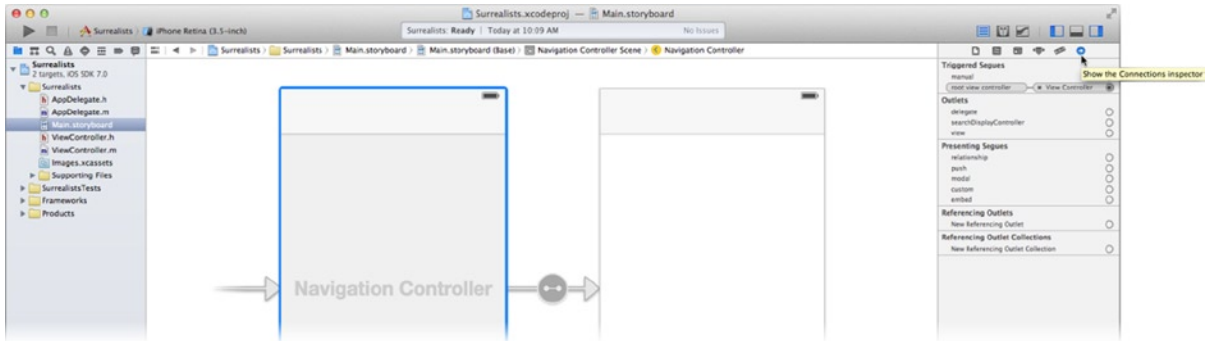 Surrealists.xcodeproj — Main.storyboard
Surrealists iPhone Retina (3.5-inch)
Surrealists: Ready | Today at 10:09 AM
No Issues
Surrealists
2 targets, iOS SDK 7.0
Surrealists
AppDelegate.h
AppDelegate.m
Main.storyboard
ViewController.h
ViewController.m
Images.xcassets
Supporting Files
SurrealistsTests
Frameworks
Products
Surrealists Surrealists Main.storyboard Main.storyboard (Base) Navigation Controller Scene Navigation Controller
Navigation Controller
Show the Connections inspector
Triggered Segues
manual
root view controller View Controller
Outlets
delegate
searchDisplayController
view
Presenting Segues
relationship
push
modal
custom
embed
Referencing Outlets
New Referencing Outlet
Referencing Outlet Collections
New Referencing Outlet Collection